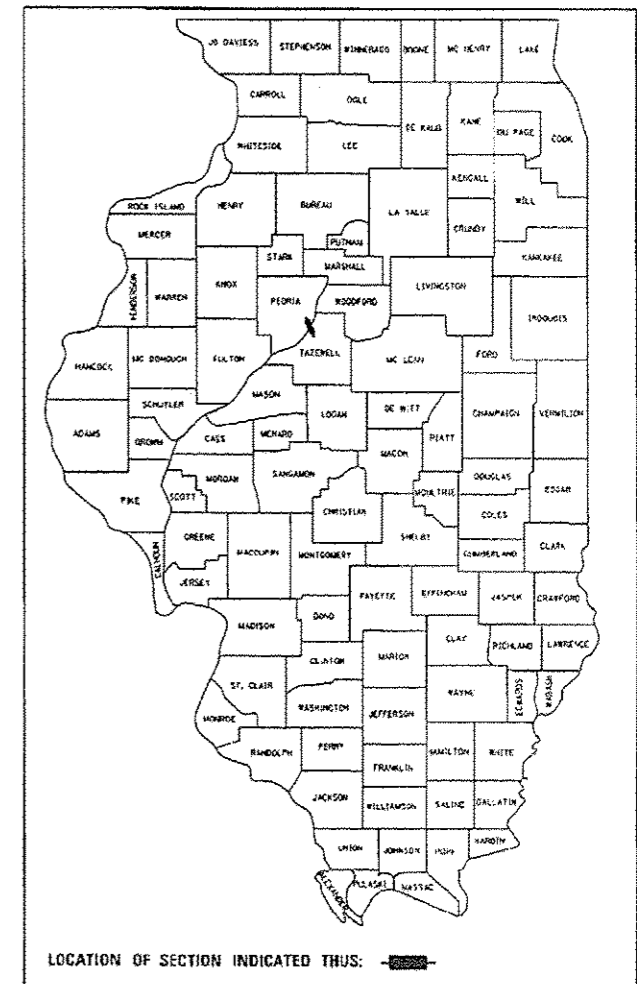 JO DAVIESS STEPHENSON WINNEBAGO BOONE MC HENRY LAKE
CARROLL OGLE DE KALB KANE DU PAGE COOK
WHITESIDE LEE
KENDALL WILL
ROCK ISLAND HENRY BUREAU LA SALLE GRUNDY
MERCER PUTNAM KANKAKEE
STARK MARSHALL
HENDERSON WARREN KNOX PEORIA WOODFORD LIVINGSTON IROQUOIS
HANCOCK MC DONOUGH FULTON TAZEWELL MC LEAN FORD
MASON
SCHUYLER LOGAN DE WITT CHAMPAIGN VERMILION
ADAMS BROWN CASS MENARD PIATT
MACON
MORGAN SANGAMON DOUGLAS EDGAR
PIKE SCOTT MOULTRIE
CHRISTIAN COLES
GREENE SHELBY
CALHOUN MACOUPIN MONTGOMERY CUMBERLAND CLARK
JERSEY
FAYETTE EFFINGHAM JASPER CRAWFORD
MADISON BOND
CLAY RICHLAND LAWRENCE
CLINTON MARION
ST. CLAIR WAYNE EDWARDS WABASH
WASHINGTON JEFFERSON
MONROE
RANDOLPH PERRY HAMILTON WHITE
FRANKLIN
JACKSON WILLIAMSON SALINE GALLATIN
UNION JOHNSON POPE HARDIN
ALEXANDER PULASKI MASSAC
LOCATION OF SECTION INDICATED THUS: